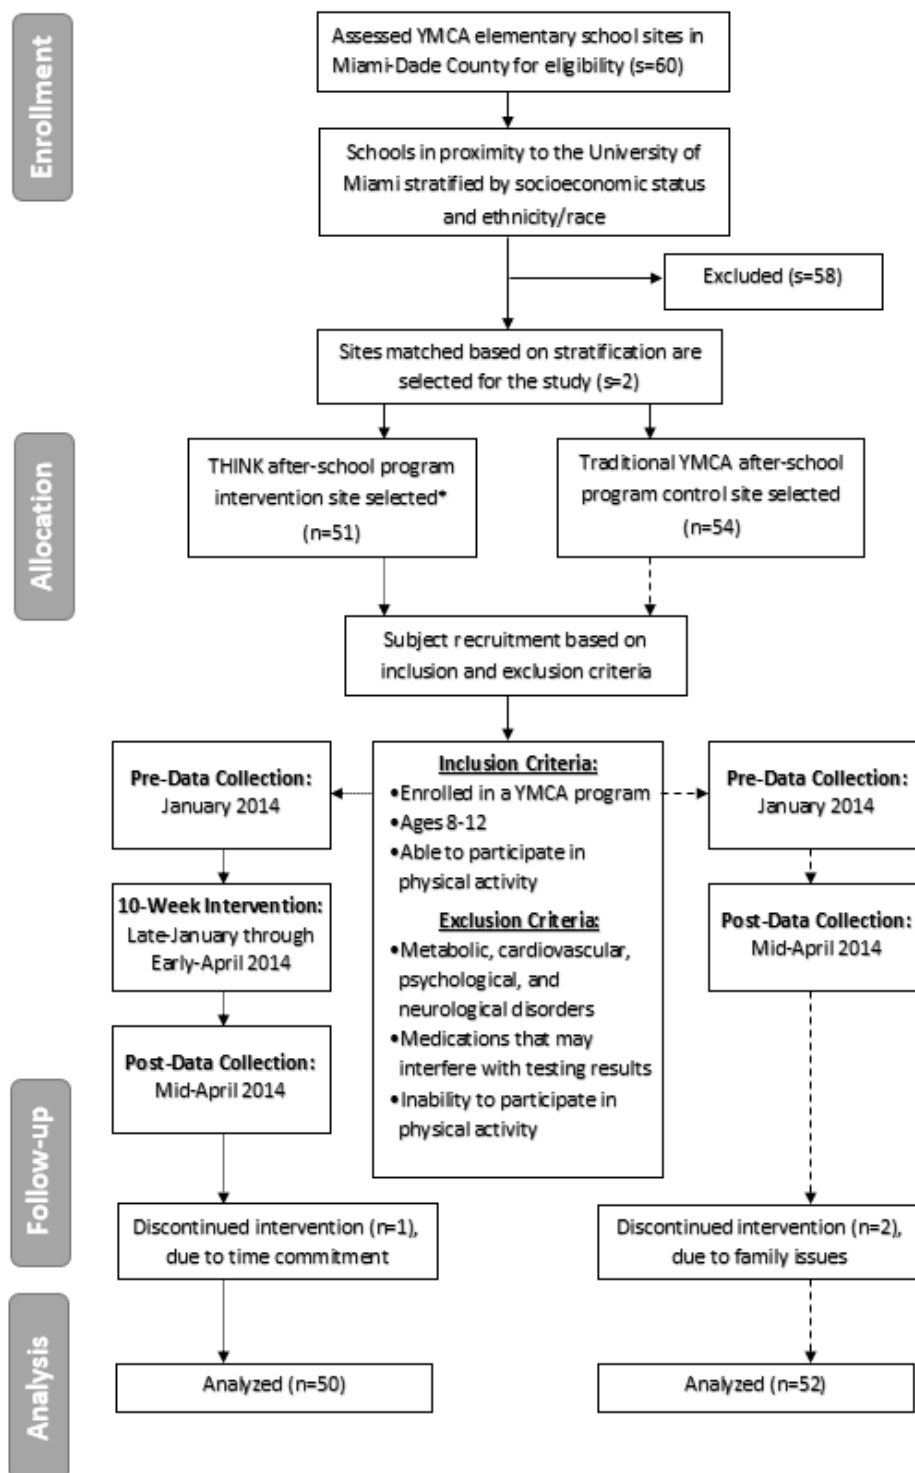 Enrollment
Assessed YMCA elementary school sites in
Miami-Dade County for eligibility (s=60)
Schools in proximity to the University of
Miami stratified by socioeconomic status
and ethnicity/race
Excluded (s=58)
Sites matched based on stratification are
selected for the study (s=2)
Allocation
THINK after-school program
intervention site selected*
(n=51)
Traditional YMCA after-school
program control site selected
(n=54)
Subject recruitment based on
inclusion and exclusion criteria
Pre-Data Collection:
January 2014
10-Week Intervention:
Late-January through
Early-April 2014
Post-Data Collection:
Mid-April 2014
Inclusion Criteria:
•Enrolled in a YMCA program
•Ages 8-12
•Able to participate in
physical activity
Exclusion Criteria:
•Metabolic, cardiovascular,
psychological, and
neurological disorders
•Medications that may
interfere with testing results
•Inability to participate in
physical activity
Pre-Data Collection:
January 2014
Post-Data Collection:
Mid-April 2014
Follow-up
Discontinued intervention (n=1),
due to time commitment
Discontinued intervention (n=2),
due to family issues
Analysis
Analyzed (n=50)
Analyzed (n=52)